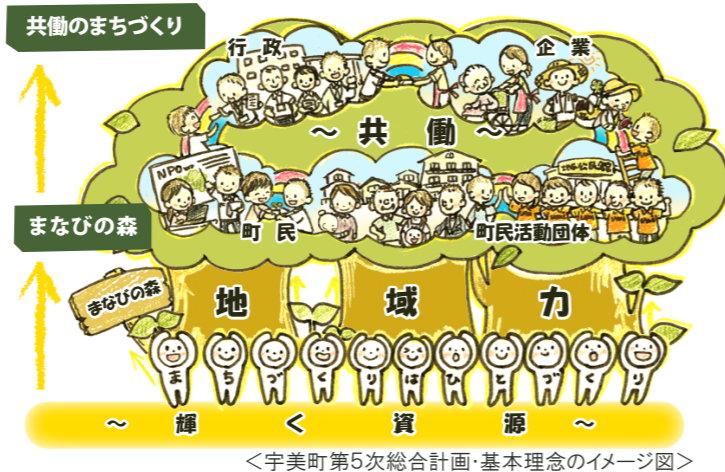 共働のまちづくり
行政
企業
～共働～
NPO
町民
町民活動団体
まなびの森
まなびの森
地域力
まちづくりはひとづくり
～輝く資源～
＜宇美町第5次総合計画・基本理念のイメージ図＞